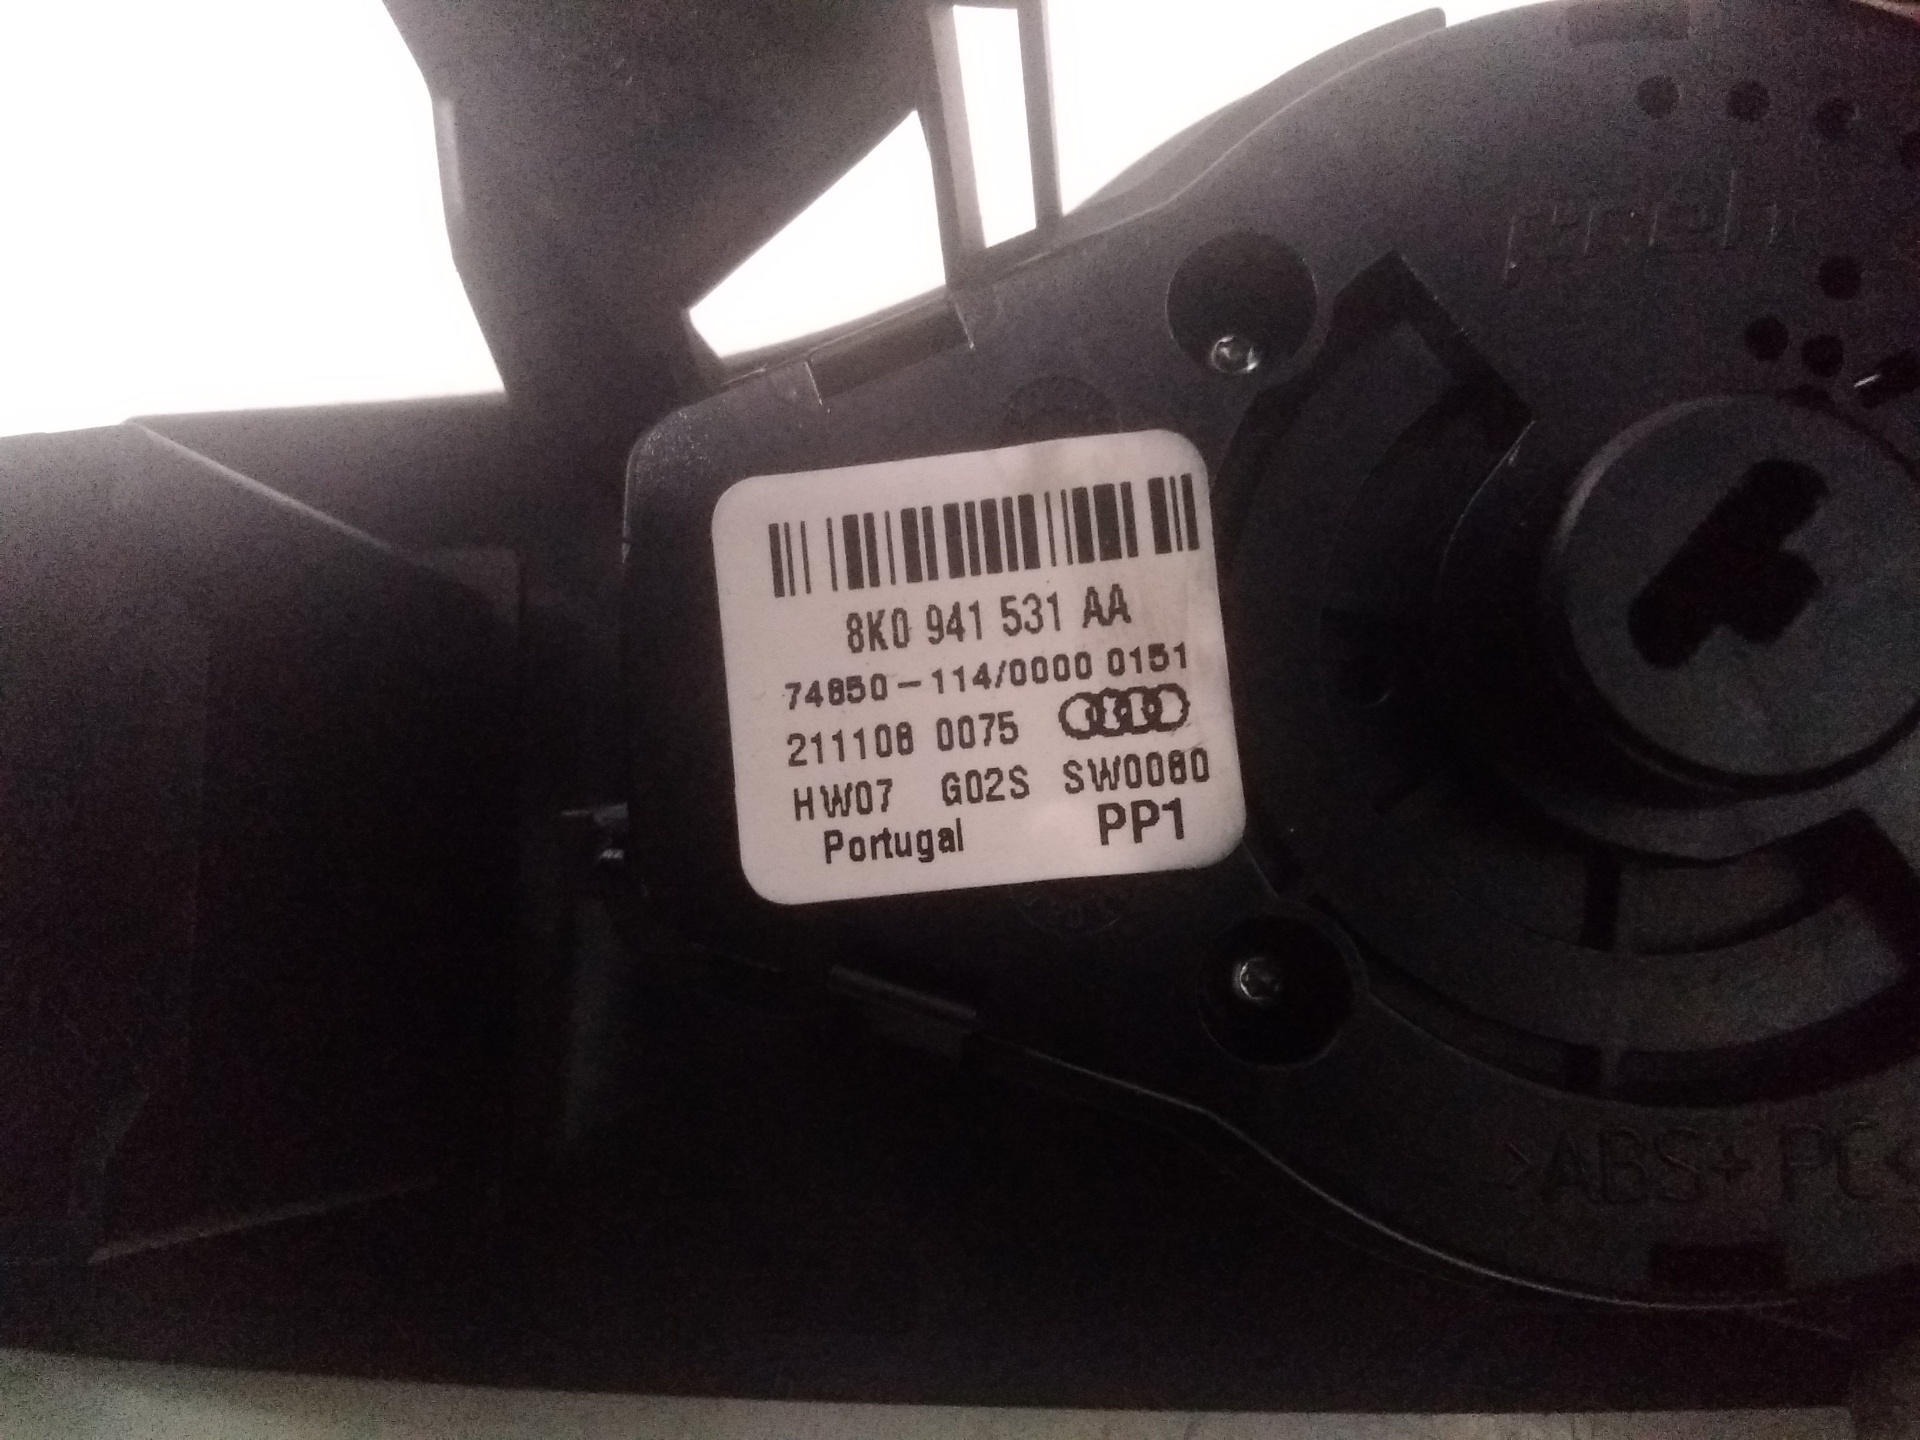 8K0 941 531 AA
74850-114/0000 0151
211108 0075
HW07 G02S SW0080
Portugal PP1
>ABS+PC<